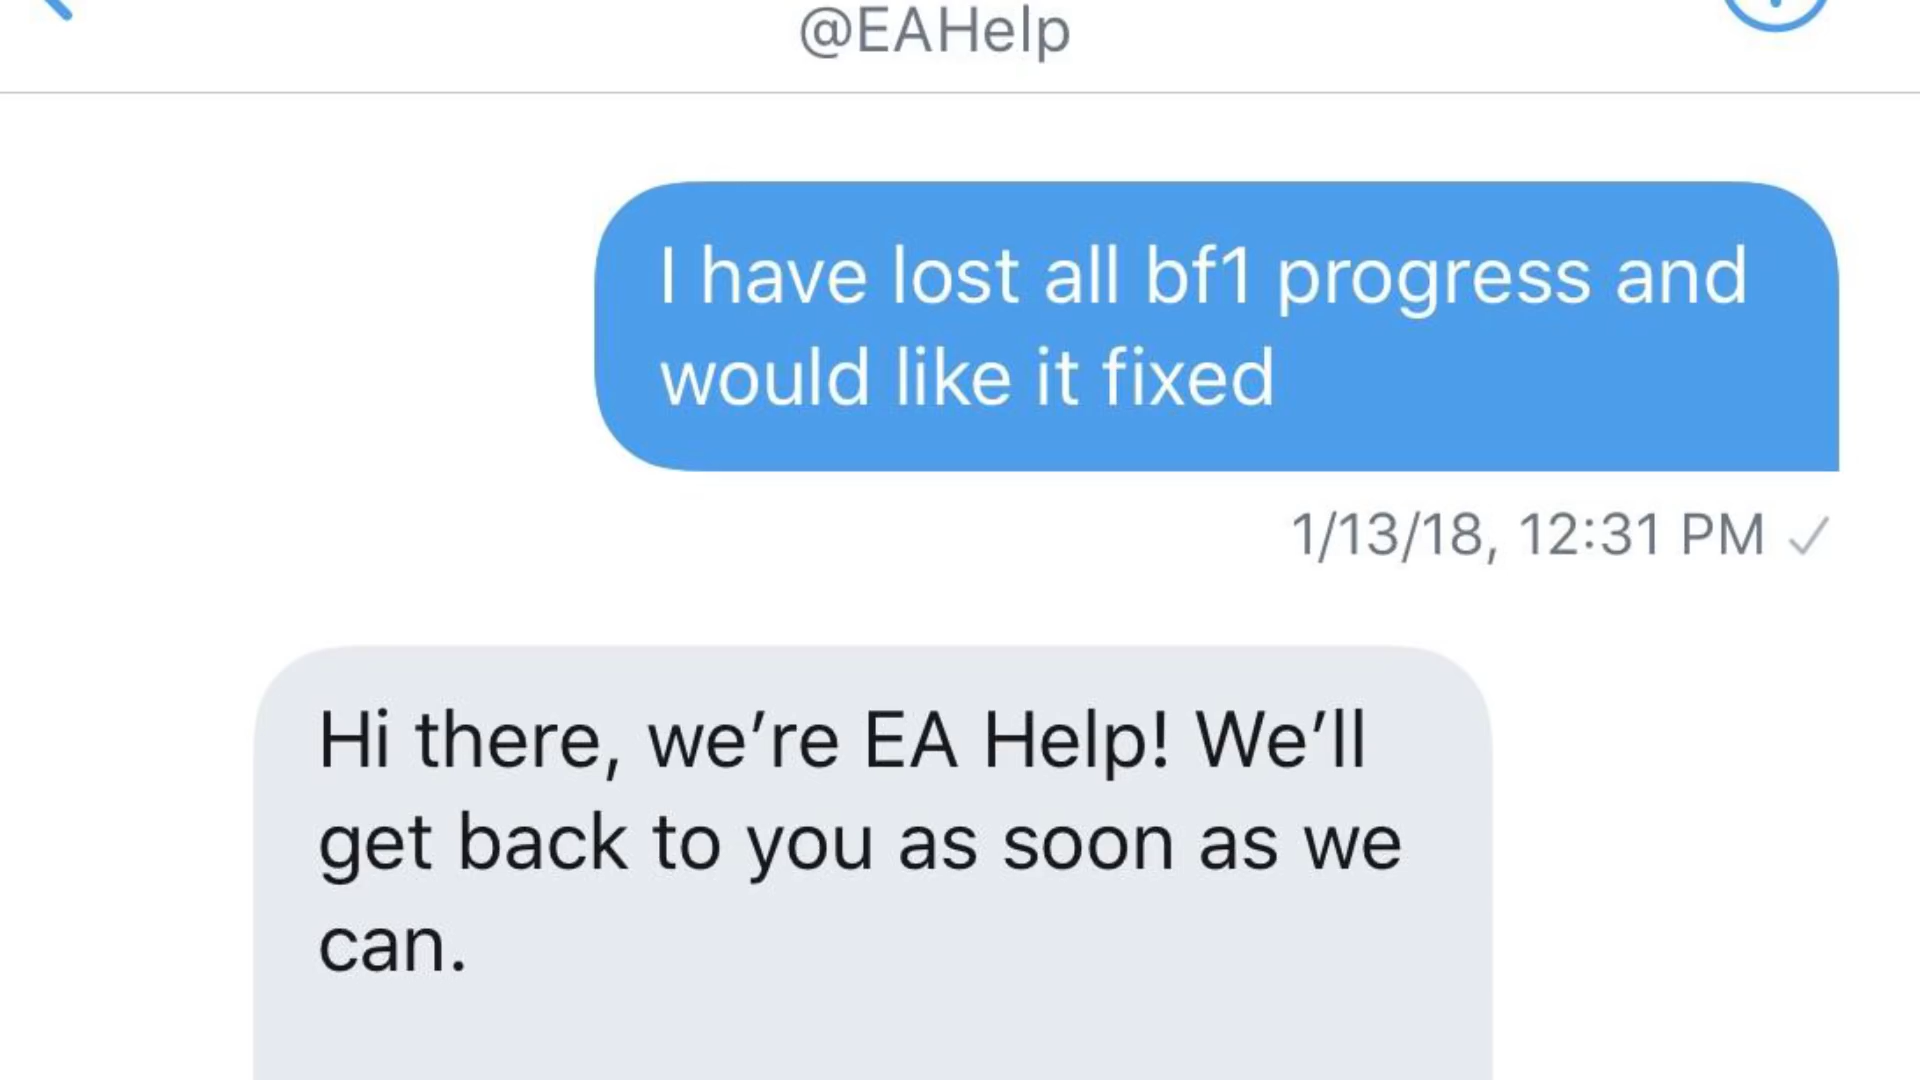 @EAHelp
I have lost all bf1 progress and
would like it fixed
1/13/18, 12:31 PM ✓
Hi there, we’re EA Help! We’ll
get back to you as soon as we
can.